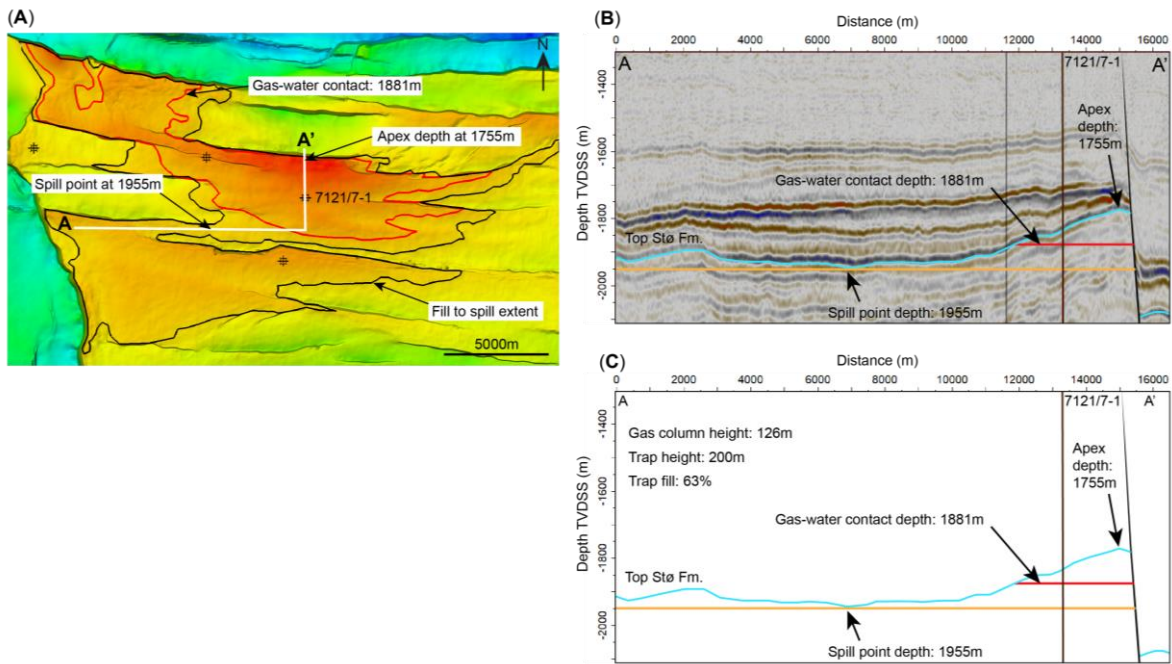 (A)
N
Gas-water contact: 1881m
A'
Apex depth at 1755m
Spill point at 1955m
7121/7-1
A
Fill to spill extent
5000m
(B)
Distance (m)
0 2000 4000 6000 8000 10000 12000 14000 16000
A
7121/7-1
A'
Apex
depth:
1755m
Gas-water contact depth: 1881m
Top Stø Fm.
Spill point depth: 1955m
Depth TVDSS (m)
-1400
-1600
-1800
-2000
(C)
Distance (m)
0 2000 4000 6000 8000 10000 12000 14000 16000
A
7121/7-1
A'
Gas column height: 126m
Trap height: 200m
Trap fill: 63%
Apex
depth:
1755m
Gas-water contact depth: 1881m
Top Stø Fm.
Spill point depth: 1955m
Depth TVDSS (m)
-1400
-1600
-1800
-2000